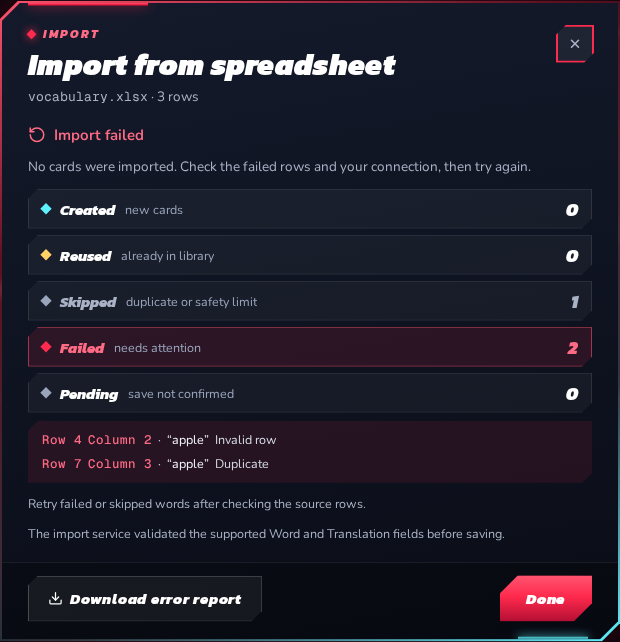 IMPORT
Import from spreadsheet
vocabulary.xlsx · 3 rows
Import failed
No cards were imported. Check the failed rows and your connection, then try again.
Created new cards 0
Reused already in library 0
Skipped duplicate or safety limit 1
Failed needs attention 2
Pending save not confirmed 0
Row 4 Column 2 · “apple” Invalid row
Row 7 Column 3 · “apple” Duplicate
Retry failed or skipped words after checking the source rows.
The import service validated the supported Word and Translation fields before saving.
Download error report
Done